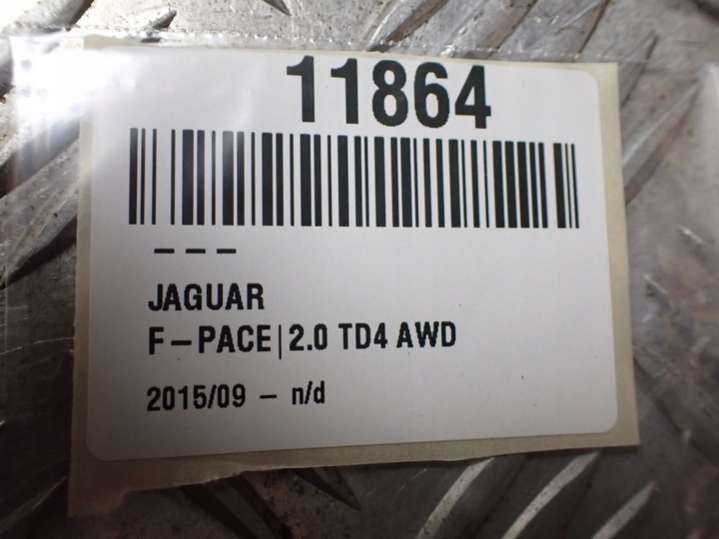 11864
– – –
JAGUAR
F–PACE|2.0 TD4 AWD
2015/09 – n/d